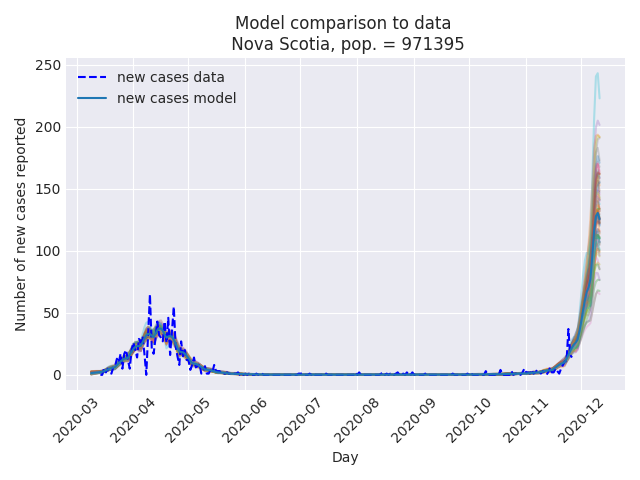 Model comparison to data
Nova Scotia, pop. = 971395
new cases data
new cases model
Number of new cases reported
250
200
150
100
50
0
2020-03
2020-04
2020-05
2020-06
2020-07
2020-08
2020-09
2020-10
2020-11
2020-12
Day